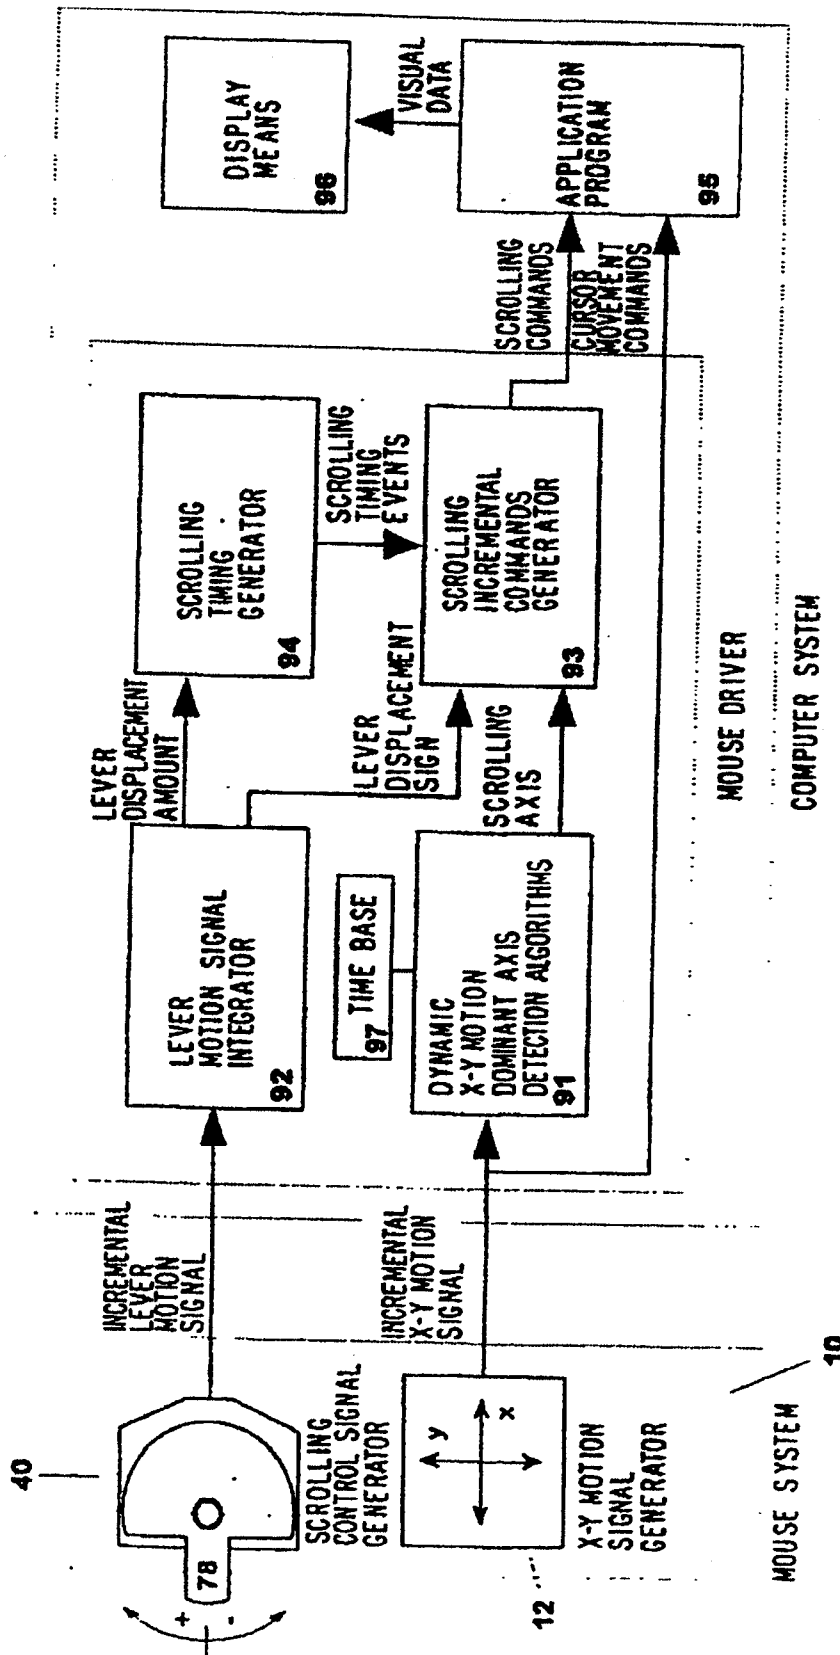 40
78
+
-
SCROLLING
CONTROL SIGNAL
GENERATOR
y
x
12
X-Y MOTION
SIGNAL
GENERATOR
MOUSE SYSTEM
10
INCREMENTAL
LEVER
MOTION
SIGNAL
INCREMENTAL
X-Y MOTION
SIGNAL
LEVER
MOTION SIGNAL
INTEGRATOR
92
TIME BASE
97
DYNAMIC
X-Y MOTION
DOMINANT AXIS
DETECTION ALGORITHMS
91
LEVER
DISPLACEMENT
AMOUNT
LEVER
DISPLACEMENT
SIGN
SCROLLING
AXIS
SCROLLING
TIMING
GENERATOR
94
SCROLLING
TIMING
EVENTS
SCROLLING
INCREMENTAL
COMMANDS
GENERATOR
93
MOUSE DRIVER
COMPUTER SYSTEM
SCROLLING
COMMANDS
CURSOR
MOVEMENT
COMMANDS
DISPLAY
MEANS
96
VISUAL
DATA
APPLICATION
PROGRAM
95